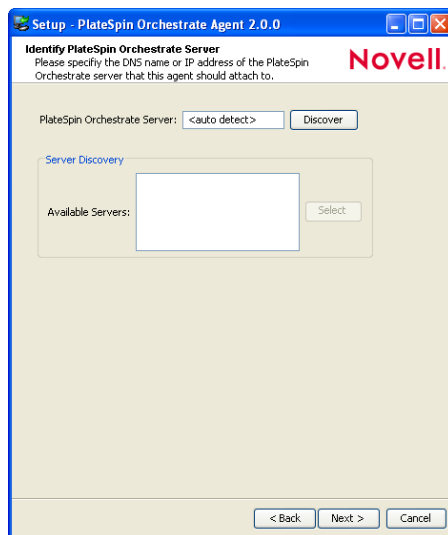 Setup - PlateSpin Orchestrate Agent 2.0.0
Identify PlateSpin Orchestrate Server
Please specifiy the DNS name or IP address of the PlateSpin
Orchestrate server that this agent should attach to.
Novell.
PlateSpin Orchestrate Server: <auto detect> Discover
Server Discovery
Available Servers: Select
< Back Next > Cancel